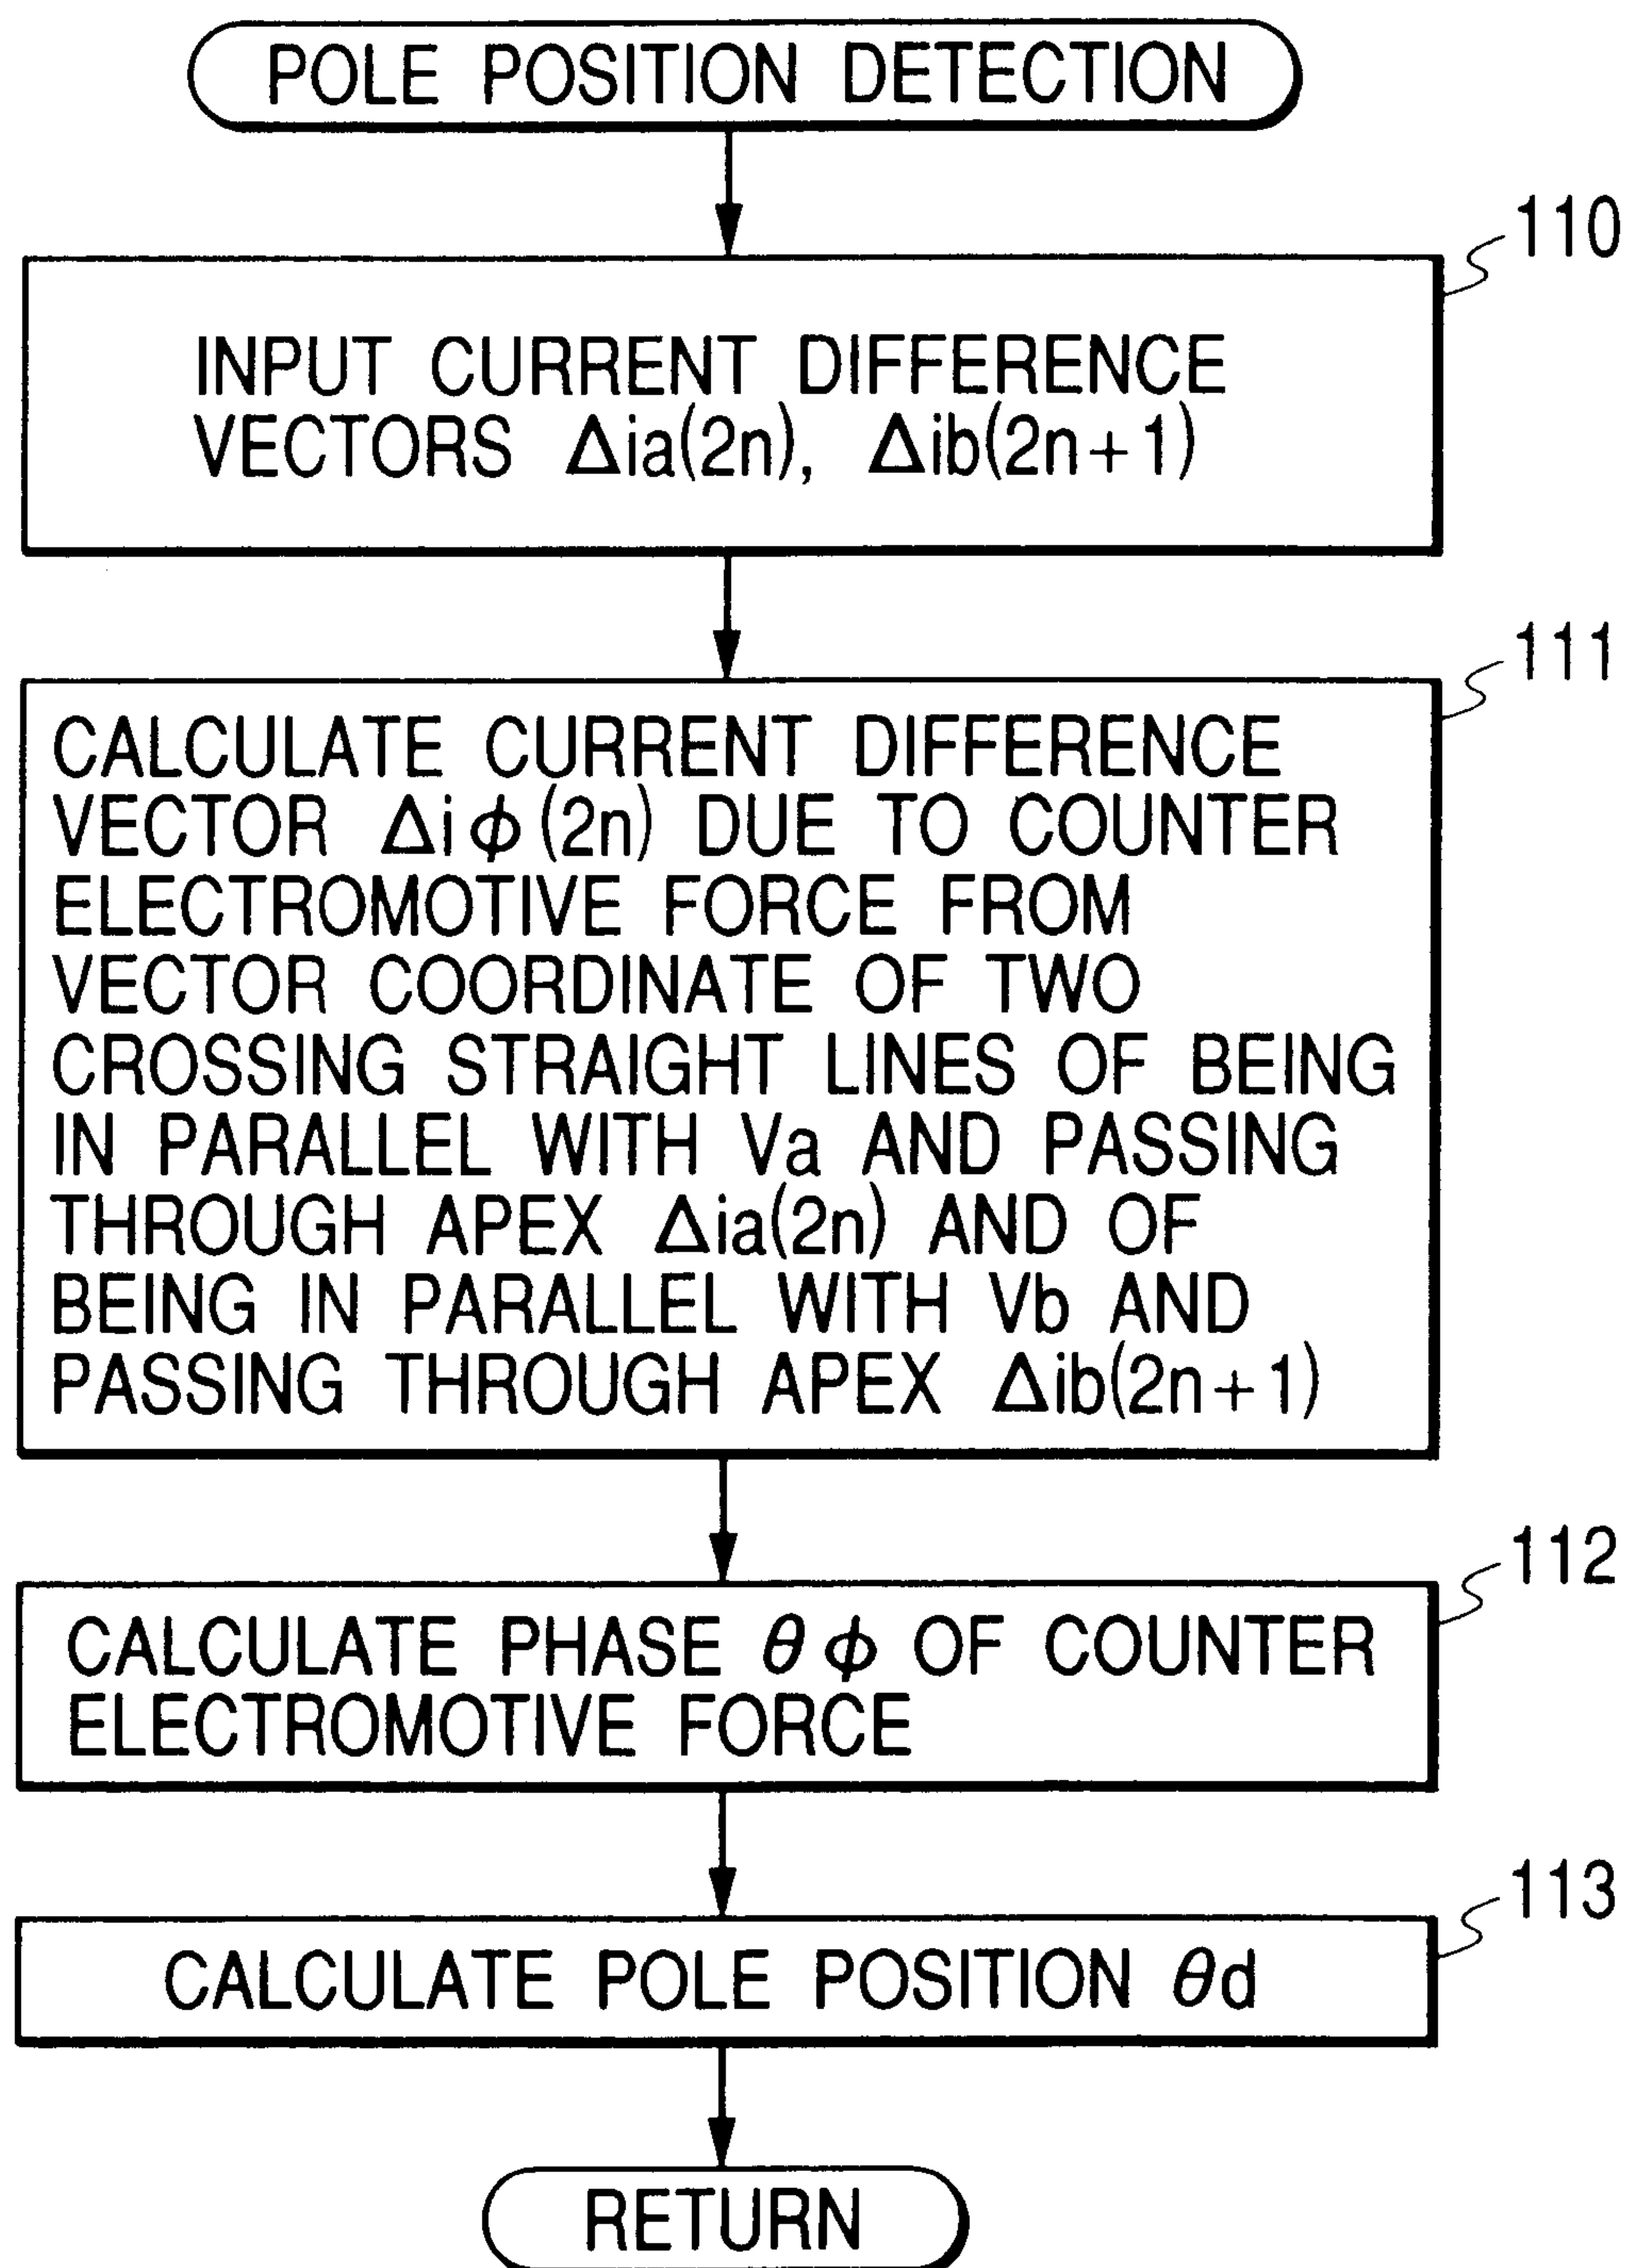 POLE POSITION DETECTION
110
INPUT CURRENT DIFFERENCE
VECTORS Δia(2n), Δib(2n+1)
111
CALCULATE CURRENT DIFFERENCE
VECTOR Δiφ(2n) DUE TO COUNTER
ELECTROMOTIVE FORCE FROM
VECTOR COORDINATE OF TWO
CROSSING STRAIGHT LINES OF BEING
IN PARALLEL WITH Va AND PASSING
THROUGH APEX Δia(2n) AND OF
BEING IN PARALLEL WITH Vb AND
PASSING THROUGH APEX Δib(2n+1)
112
CALCULATE PHASE θφ OF COUNTER
ELECTROMOTIVE FORCE
113
CALCULATE POLE POSITION θd
RETURN